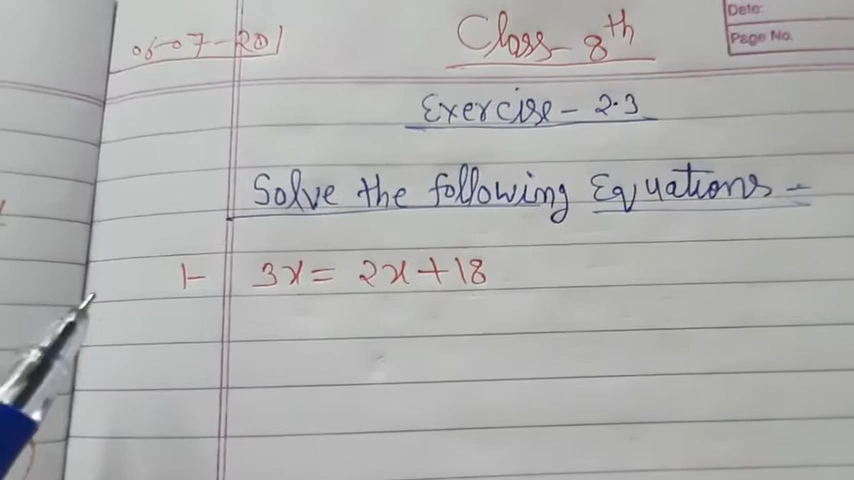 06-07-201
Class - 8th
Date:
Page No.
Exercise - 2.3
Solve the following Equations -
1- 3x = 2x + 18